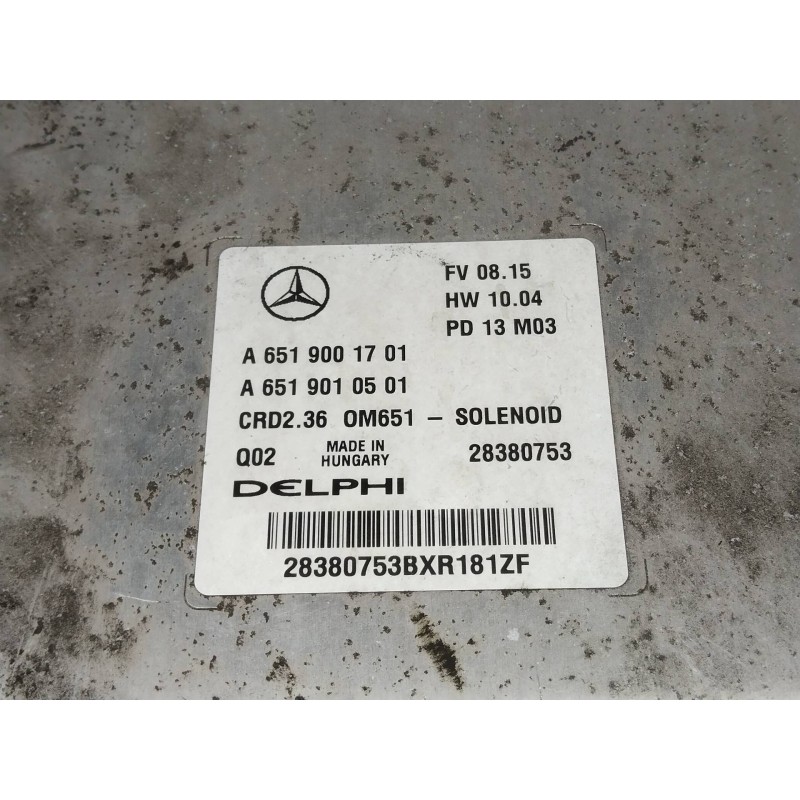 FV 08.15
HW 10.04
PD 13 M03
A 651 900 17 01
A 651 901 05 01
CRD2.36 OM651 – SOLENOID
Q02 MADE IN HUNGARY 28380753
DELPHI
28380753BXR181ZF